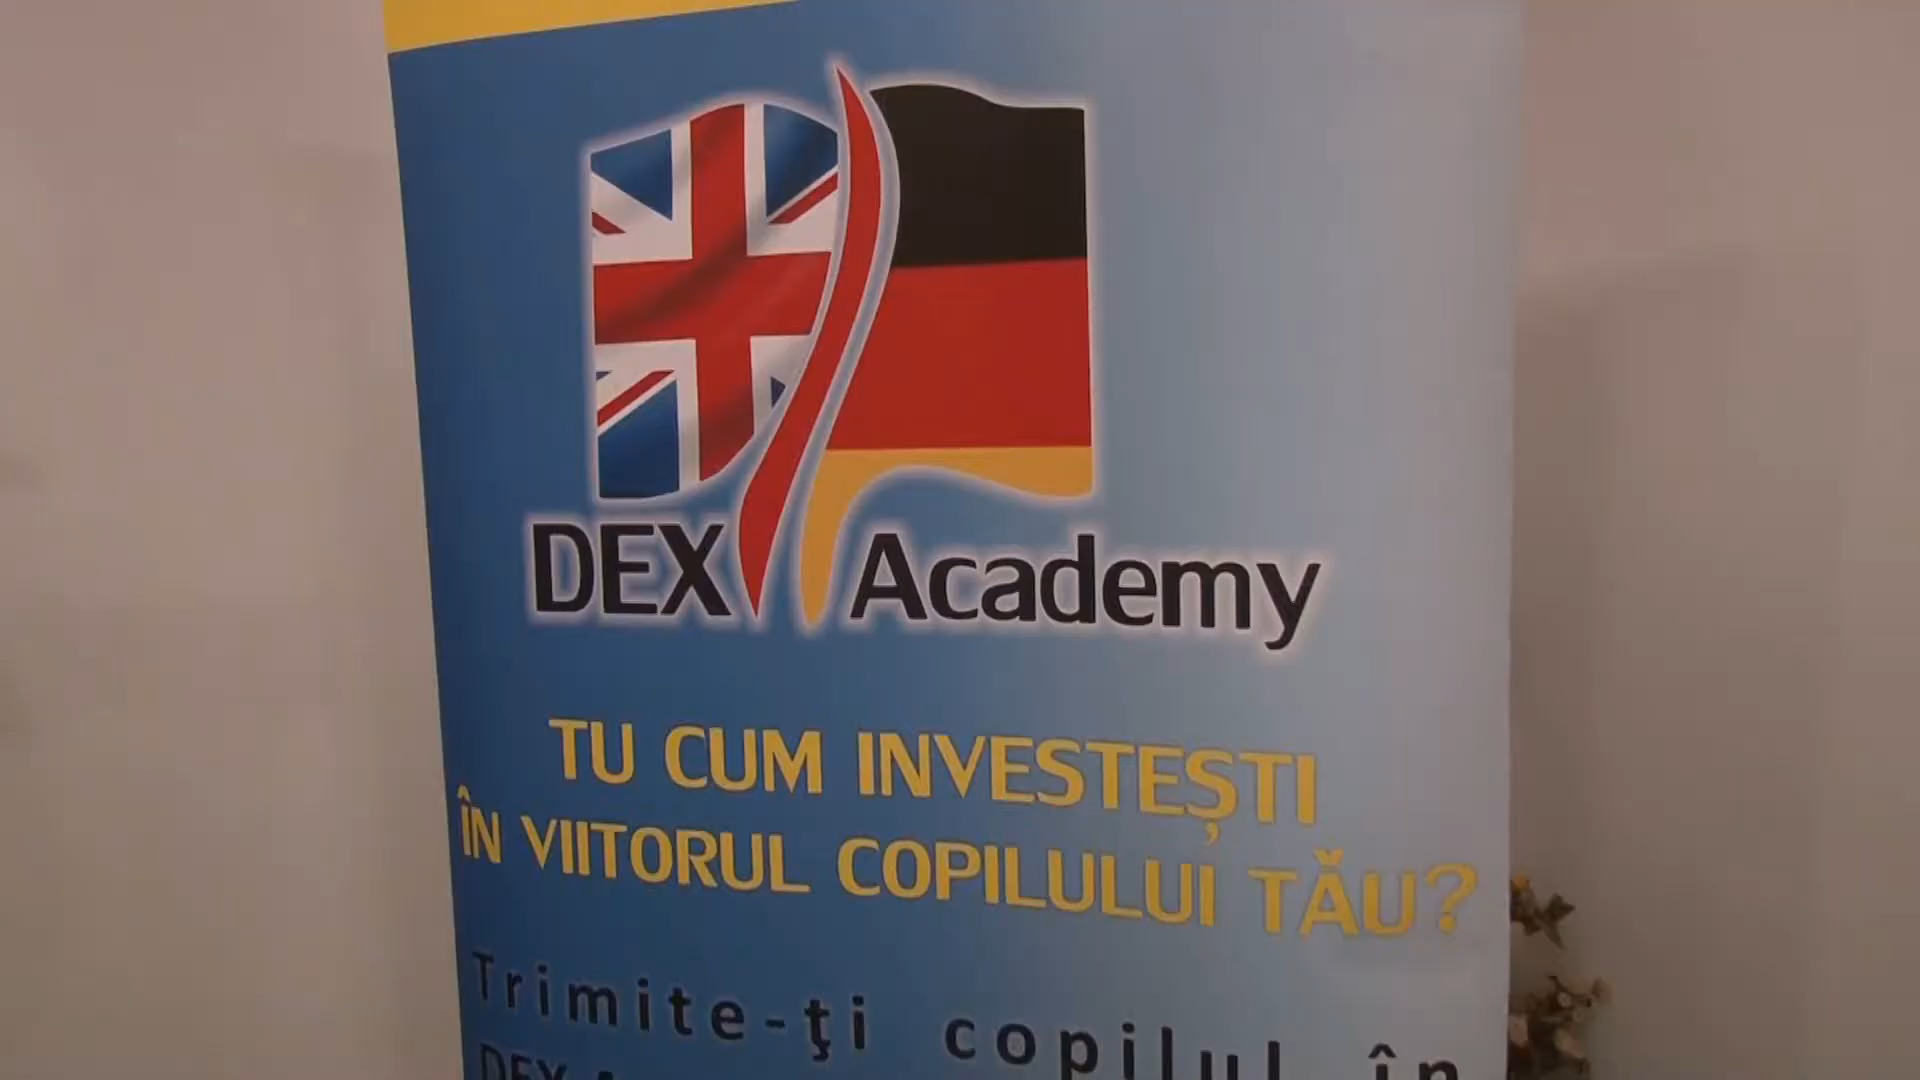 DEX Academy
TU CUM INVESTEȘTI
ÎN VIITORUL COPILULUI TĂU?
Trimite-ţi copilul în
DEX